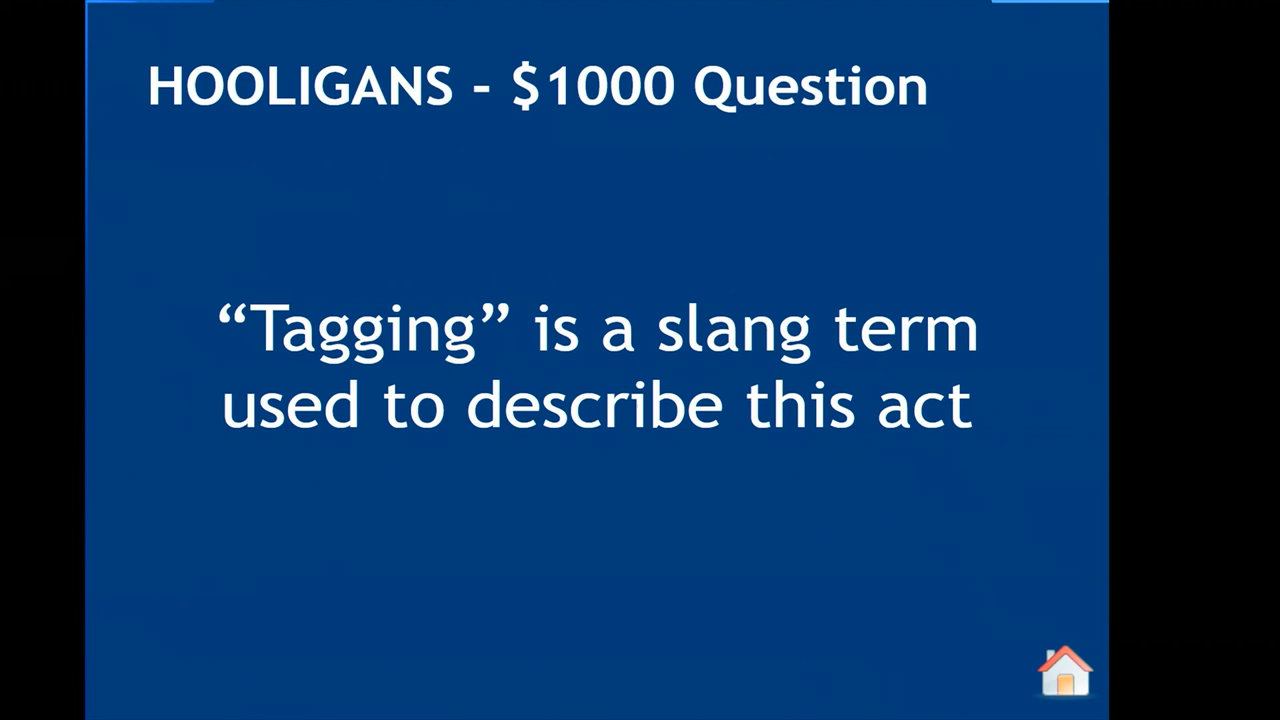 HOOLIGANS - $1000 Question
“Tagging” is a slang term
used to describe this act